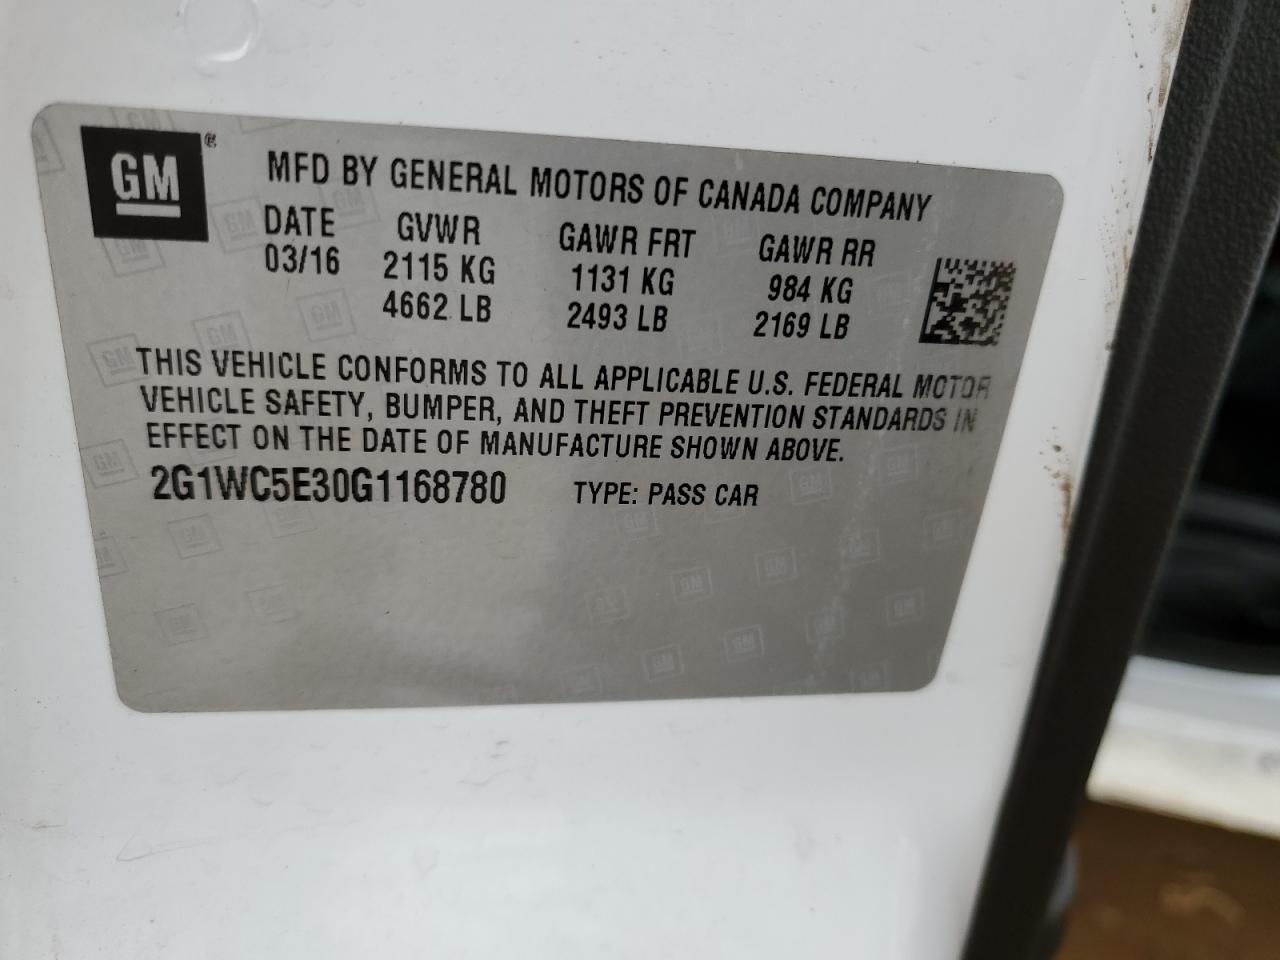 GM®
MFD BY GENERAL MOTORS OF CANADA COMPANY
DATE GVWR GAWR FRT GAWR RR
03/16 2115 KG 1131 KG 984 KG
4662 LB 2493 LB 2169 LB
THIS VEHICLE CONFORMS TO ALL APPLICABLE U.S. FEDERAL MOTOR
VEHICLE SAFETY, BUMPER, AND THEFT PREVENTION STANDARDS IN
EFFECT ON THE DATE OF MANUFACTURE SHOWN ABOVE.
2G1WC5E30G1168780 TYPE: PASS CAR